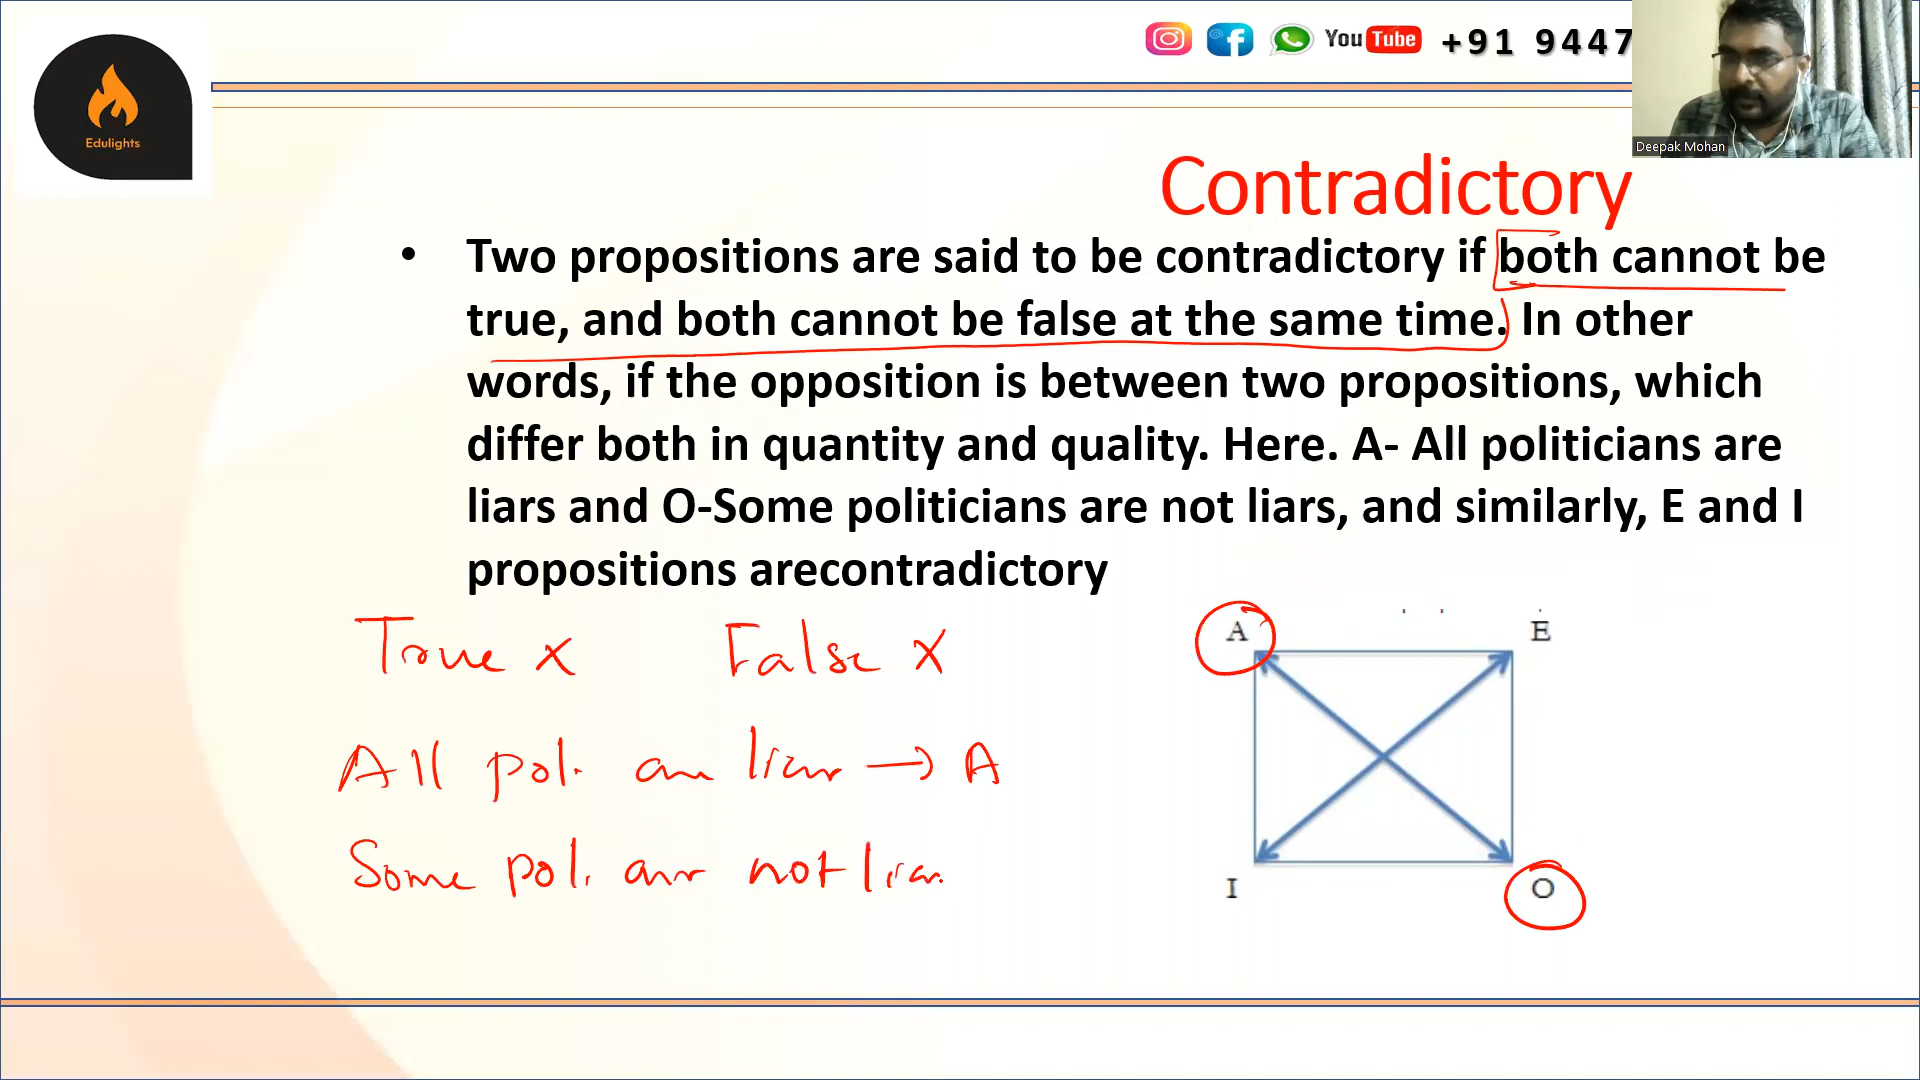 You Tube +91 9447
Deepak Mohan
Edulights
Contradictory
• Two propositions are said to be contradictory if both cannot be
true, and both cannot be false at the same time. In other
words, if the opposition is between two propositions, which
differ both in quantity and quality. Here. A- All politicians are
liars and O-Some politicians are not liars, and similarly, E and I
propositions arecontradictory
True x False x
A E
All pol. are liar → A
Some pol. are not liar.
I O